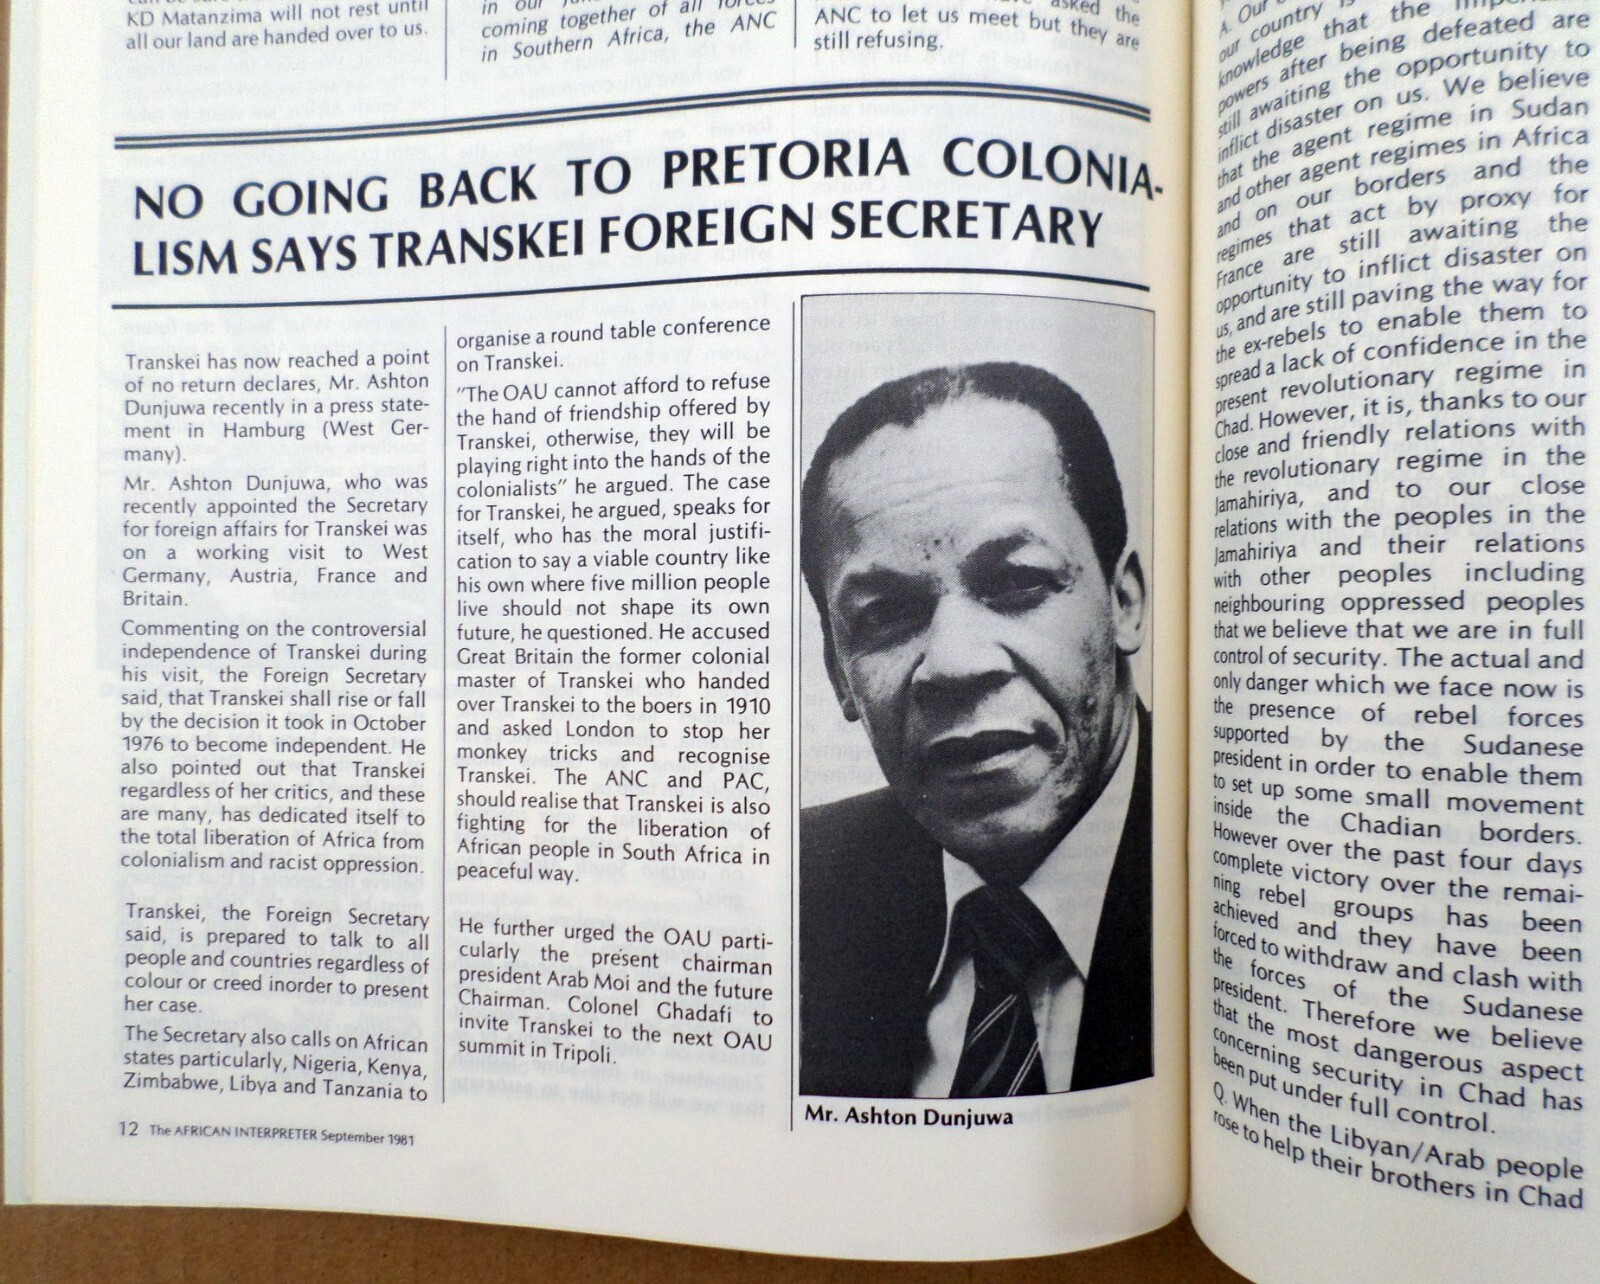 KD Matanzima will not rest until
all our land are handed over to us.
coming together of all forces
in Southern Africa, the ANC
asked the
ANC to let us meet but they are
still refusing.
NO GOING BACK TO PRETORIA COLONIA-
LISM SAYS TRANSKEI FOREIGN SECRETARY
Transkei has now reached a point
of no return declares, Mr. Ashton
Dunjuwa recently in a press state-
ment in Hamburg (West Ger-
many).
Mr. Ashton Dunjuwa, who was
recently appointed the Secretary
for foreign affairs for Transkei was
on a working visit to West
Germany, Austria, France and
Britain.
Commenting on the controversial
independence of Transkei during
his visit, the Foreign Secretary
said, that Transkei shall rise or fall
by the decision it took in October
1976 to become independent. He
also pointed out that Transkei
regardless of her critics, and these
are many, has dedicated itself to
the total liberation of Africa from
colonialism and racist oppression.
Transkei, the Foreign Secretary
said, is prepared to talk to all
people and countries regardless of
colour or creed inorder to present
her case.
The Secretary also calls on African
states particularly, Nigeria, Kenya,
Zimbabwe, Libya and Tanzania to
organise a round table conference
on Transkei.
"The OAU cannot afford to refuse
the hand of friendship offered by
Transkei, otherwise, they will be
playing right into the hands of the
colonialists" he argued. The case
for Transkei, he argued, speaks for
itself, who has the moral justifi-
cation to say a viable country like
his own where five million people
live should not shape its own
future, he questioned. He accused
Great Britain the former colonial
master of Transkei who handed
over Transkei to the boers in 1910
and asked London to stop her
monkey tricks and recognise
Transkei. The ANC and PAC,
should realise that Transkei is also
fighting for the liberation of
African people in South Africa in
peaceful way.
He further urged the OAU parti-
cularly the present chairman
president Arab Moi and the future
Chairman. Colonel Ghadafi to
invite Transkei to the next OAU
summit in Tripoli.
Mr. Ashton Dunjuwa
12 The AFRICAN INTERPRETER September 1981
A. Our
our country is
knowledge that the
powers after being defeated are
still awaiting the opportunity to
inflict disaster on us. We believe
that the agent regime in Sudan
and other agent regimes in Africa
and on our borders and the
regimes that act by proxy for
France are still awaiting the
opportunity to inflict disaster on
us, and are still paving the way for
the ex-rebels to enable them to
spread a lack of confidence in the
present revolutionary regime in
Chad. However, it is, thanks to our
close and friendly relations with
the revolutionary regime in the
Jamahiriya, and to our close
relations with the peoples in the
Jamahiriya and their relations
with other peoples including
neighbouring oppressed peoples
that we believe that we are in full
control of security. The actual and
only danger which we face now is
the presence of rebel forces
supported by the Sudanese
president in order to enable them
to set up some small movement
inside the Chadian borders.
However over the past four days
complete victory over the remai-
ning rebel groups has been
achieved and they have been
forced to withdraw and clash with
the forces of the Sudanese
president. Therefore we believe
that the most dangerous aspect
concerning security in Chad has
been put under full control.
Q. When the Libyan/Arab people
rose to help their brothers in Chad